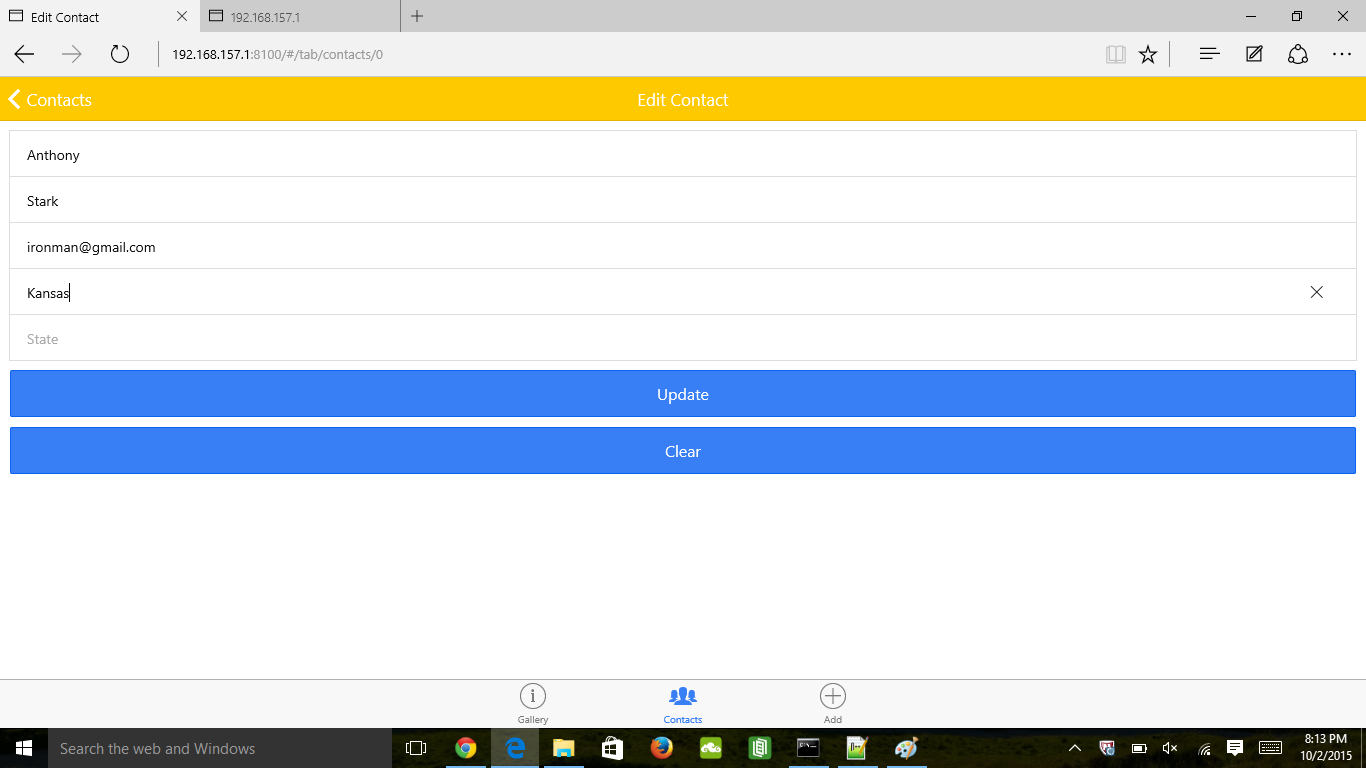 Edit Contact
192.168.157.1
192.168.157.1:8100/#/tab/contacts/0
Contacts
Edit Contact
Anthony
Stark
ironman@gmail.com
Kansas
State
Update
Clear
Gallery
Contacts
Add
Search the web and Windows
8:13 PM
10/2/2015